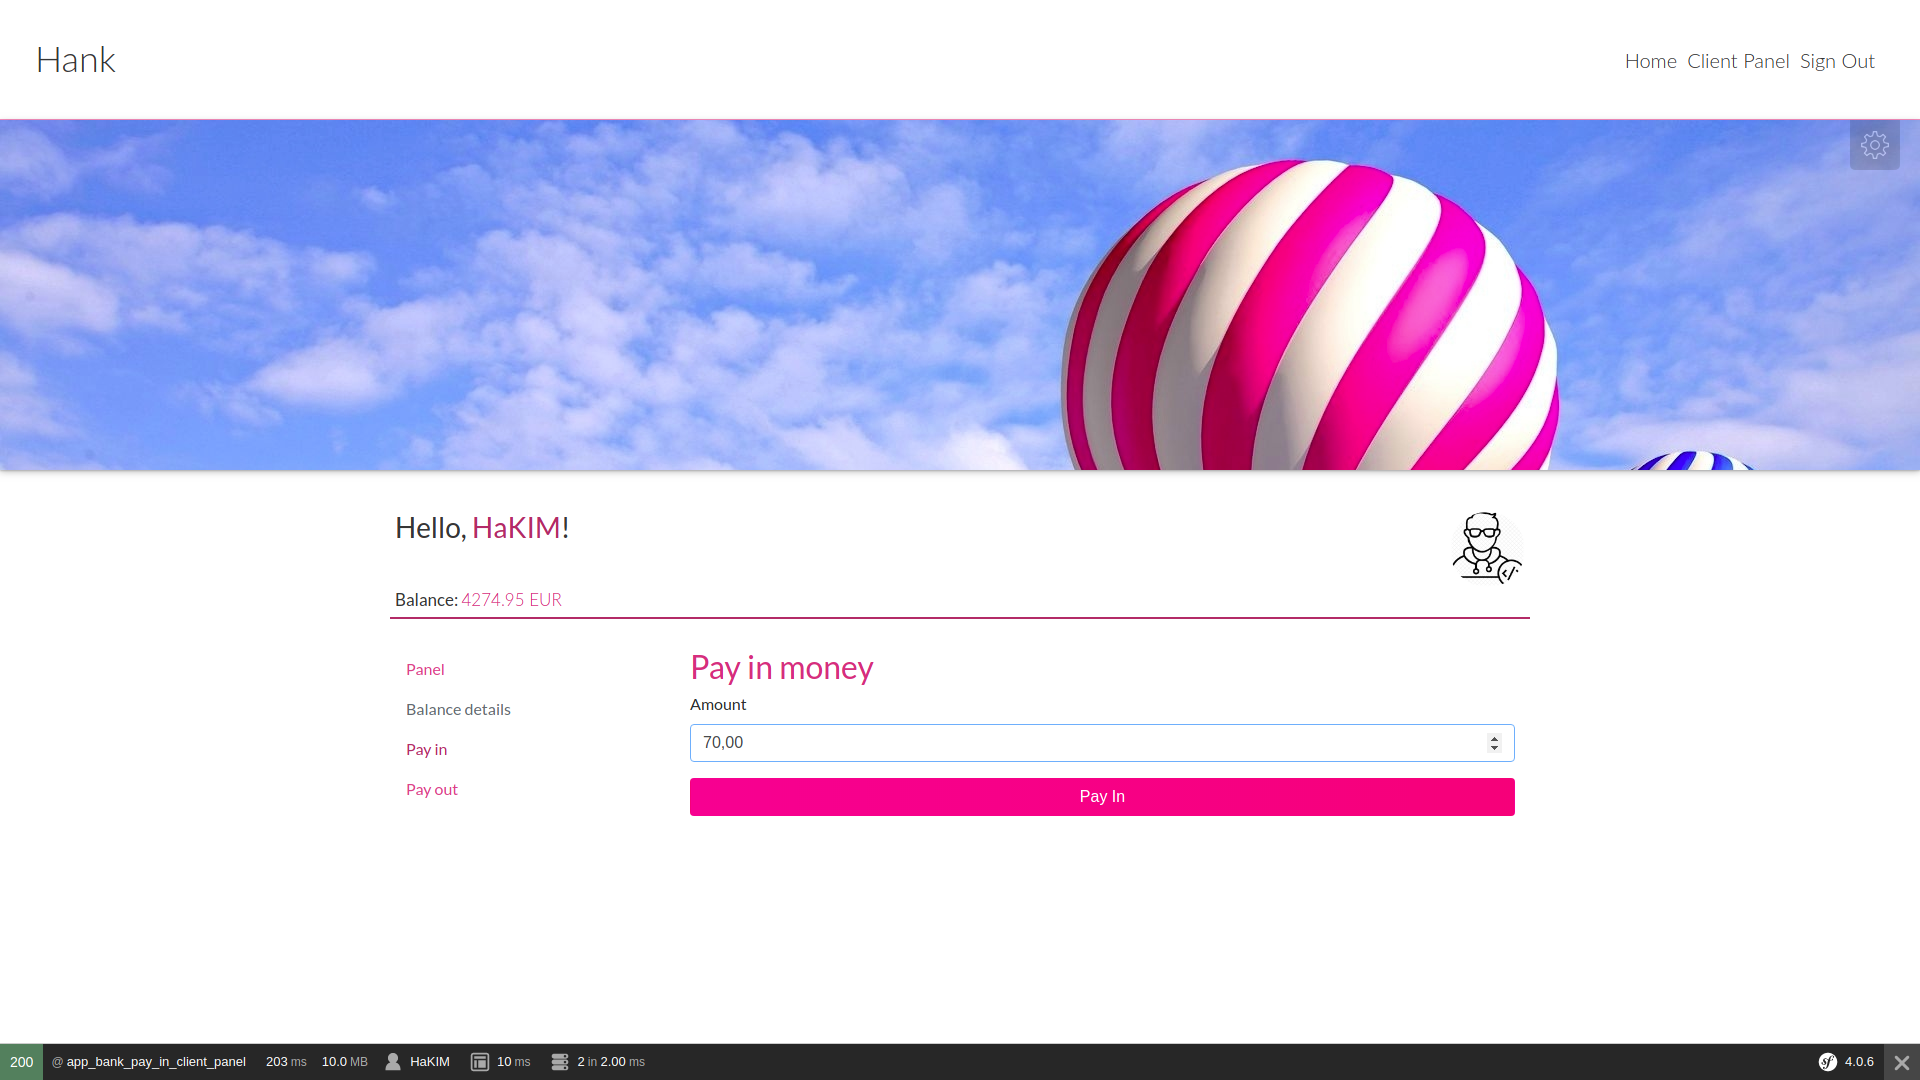 Hank
Home Client Panel Sign Out
Hello, HaKIM!
Balance: 4274.95 EUR
Panel
Balance details
Pay in
Pay out
Pay in money
Amount
70,00
Pay In
200 @ app_bank_pay_in_client_panel 203 ms 10.0 MB HaKIM 10 ms 2 in 2.00 ms sf 4.0.6